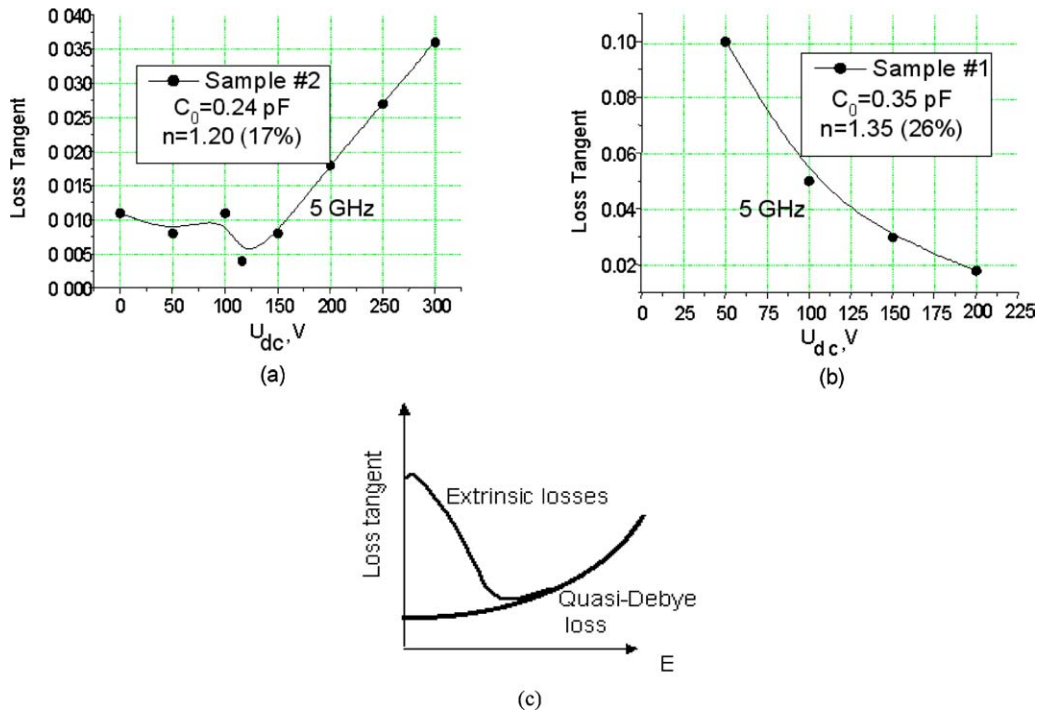 0 040
0 035
0 030
0 025
0 020
0 015
0 010
0 005
0 000
Loss Tangent
Sample #2
C0=0.24 pF
n=1.20 (17%)
5 GHz
0 50 100 150 200 250 300
Udc,V
(a)
0.10
0.08
0.06
0.04
0.02
Loss Tangent
Sample #1
C0=0.35 pF
n=1.35 (26%)
5 GHz
0 25 50 75 100 125 150 175 200 225
Udc,V
(b)
Loss tangent
Extrinsic losses
Quasi-Debye
loss
E
(c)